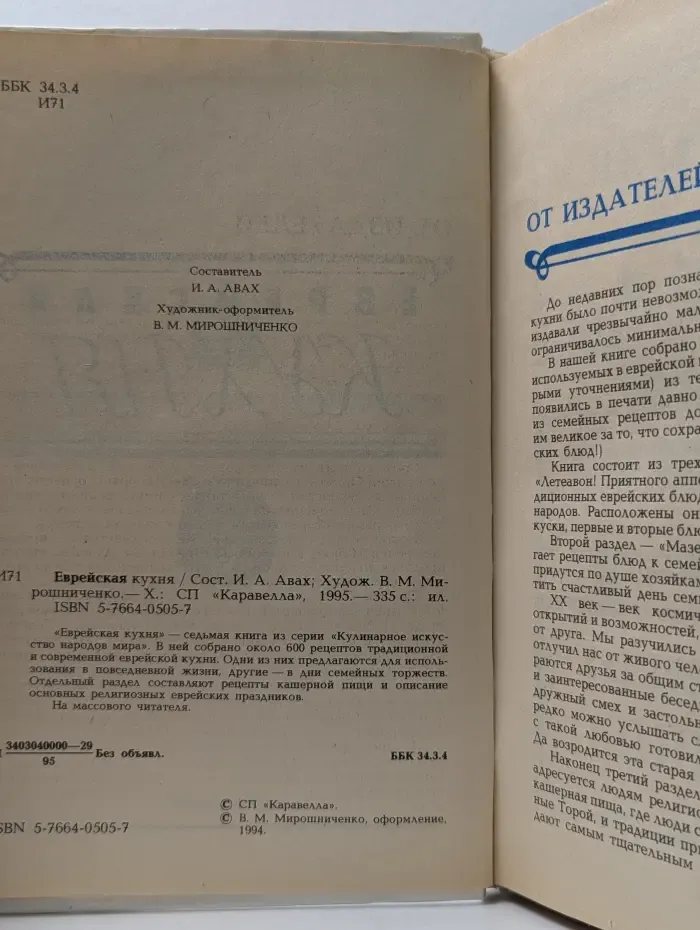 ББК 34.3.4
И71
Составитель
И. А. АВАХ
Художник-оформитель
В. М. МИРОШНИЧЕНКО
И71
Еврейская кухня / Сост. И. А. Авах; Худож. В. М. Ми-
рошниченко.— Х.: СП «Каравелла», 1995.— 335 с.: ил.
ISBN 5-7664-0505-7
«Еврейская кухня» — седьмая книга из серии «Кулинарное искус-
ство народов мира». В ней собрано около 600 рецептов традиционной
и современной еврейской кухни. Одни из них предлагаются для исполь-
зования в повседневной жизни, другие — в дни семейных торжеств.
Отдельный раздел составляют рецепты кашерной пищи и описание
основных религиозных еврейских праздников.
На массового читателя.
3403040000—29
95
Без объявл.
ББК 34.3.4
ISBN 5-7664-0505-7
© СП «Каравелла».
© В. М. Мирошниченко, оформление,
1994.
ОТ ИЗДАТЕЛЕЙ
До недавних пор позна
кухни было почти невозмож
издавали чрезвычайно мал
ограничивалось минимальн
В нашей книге собрано
используемых в еврейской
рыми уточнениями) из те
появились в печати давно
из семейных рецептов до
им великое за то, что сохра
ских блюд!)
Книга состоит из трех
«Летеавон! Приятного аппе
диционных еврейских блюд
народов. Расположены он
куски, первые и вторые блю
Второй раздел — «Мазе
гает рецепты блюд к семей
придутся по душе хозяйкам
тить счастливый день сем
XX век — век космич
открытий и возможностей,
от друга. Мы разучились
отлучил нас от живого чел
раются друзья за общим ст
и заинтересованные бесед
дружный смех и застоль
редко можно услышать с
с такой любовью готовил
Да возродится эта старая
Наконец третий раздел
адресуется людям религио
кашерная пища, где люди с
ные Торой, и традиции пр
дают самым тщательным